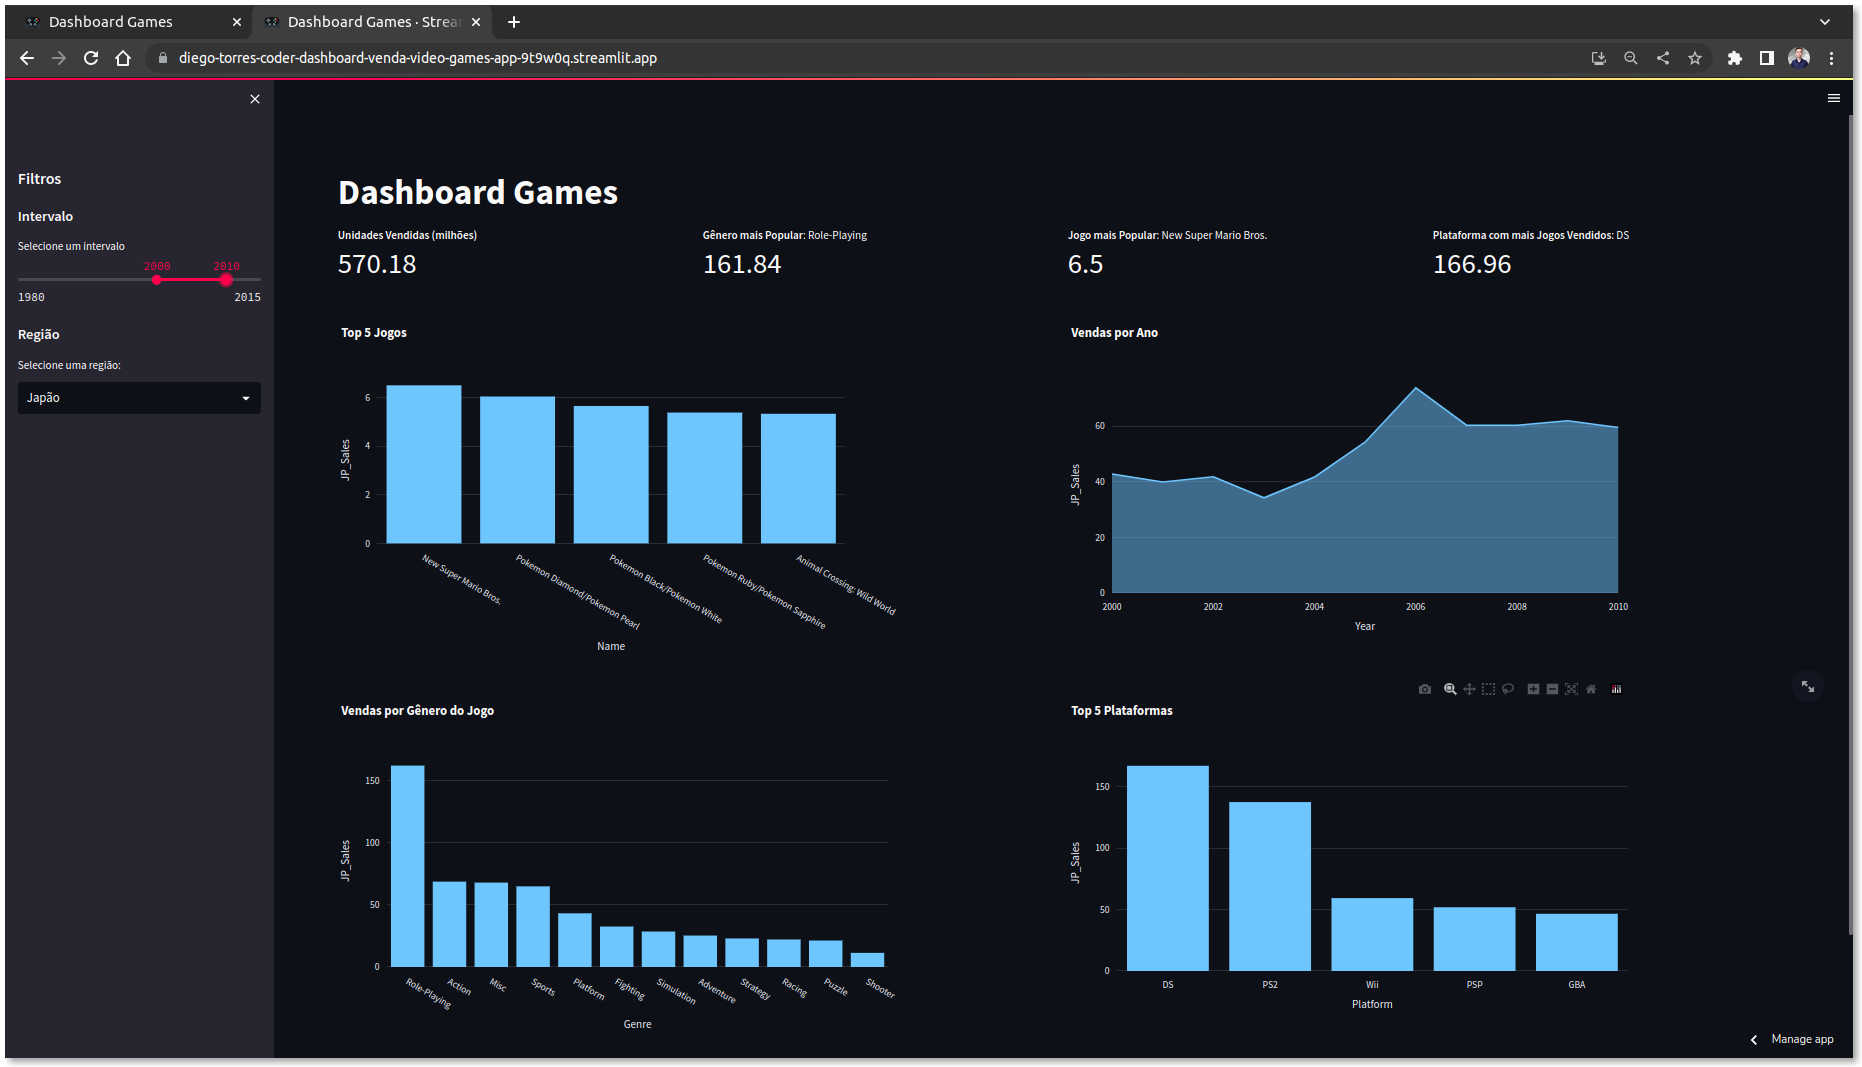 Dashboard Games
Dashboard Games · Strea
diego-torres-coder-dashboard-venda-video-games-app-9t9w0q.streamlit.app
Filtros
Intervalo
Selecione um intervalo
2000 2010
1980 2015
Região
Selecione uma região:
Japão
Dashboard Games
Unidades Vendidas (milhões)
570.18
Gênero mais Popular: Role-Playing
161.84
Jogo mais Popular: New Super Mario Bros.
6.5
Plataforma com mais Jogos Vendidos: DS
166.96
Top 5 Jogos
JP_Sales
6
4
2
0
New Super Mario Bros.
Pokemon Diamond/Pokemon Pearl
Pokemon Black/Pokemon White
Pokemon Ruby/Pokemon Sapphire
Animal Crossing: Wild World
Name
Vendas por Ano
JP_Sales
60
40
20
0
2000 2002 2004 2006 2008 2010
Year
Vendas por Gênero do Jogo
JP_Sales
150
100
50
0
Role-Playing
Action
Misc
Sports
Platform
Fighting
Simulation
Adventure
Strategy
Racing
Puzzle
Shooter
Genre
Top 5 Plataformas
JP_Sales
150
100
50
0
DS PS2 Wii PSP GBA
Platform
Manage app